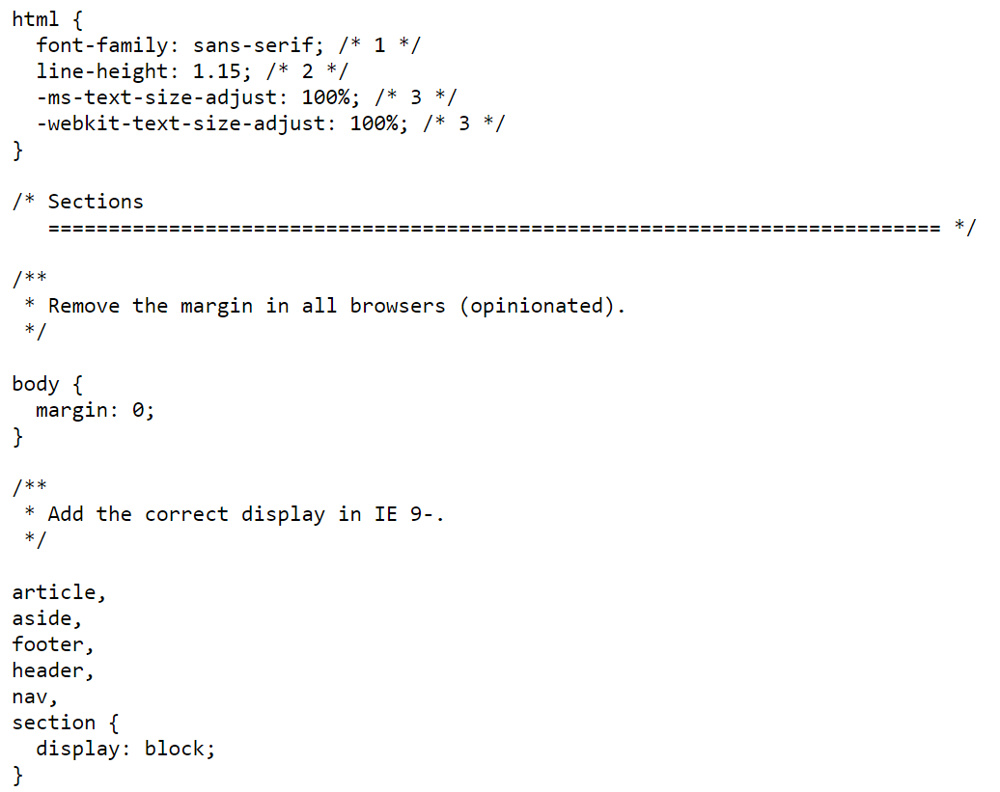 html {
  font-family: sans-serif; /* 1 */
  line-height: 1.15; /* 2 */
  -ms-text-size-adjust: 100%; /* 3 */
  -webkit-text-size-adjust: 100%; /* 3 */
}

/* Sections
   ========================================================================== */

/**
 * Remove the margin in all browsers (opinionated).
 */

body {
  margin: 0;
}

/**
 * Add the correct display in IE 9-.
 */

article,
aside,
footer,
header,
nav,
section {
  display: block;
}